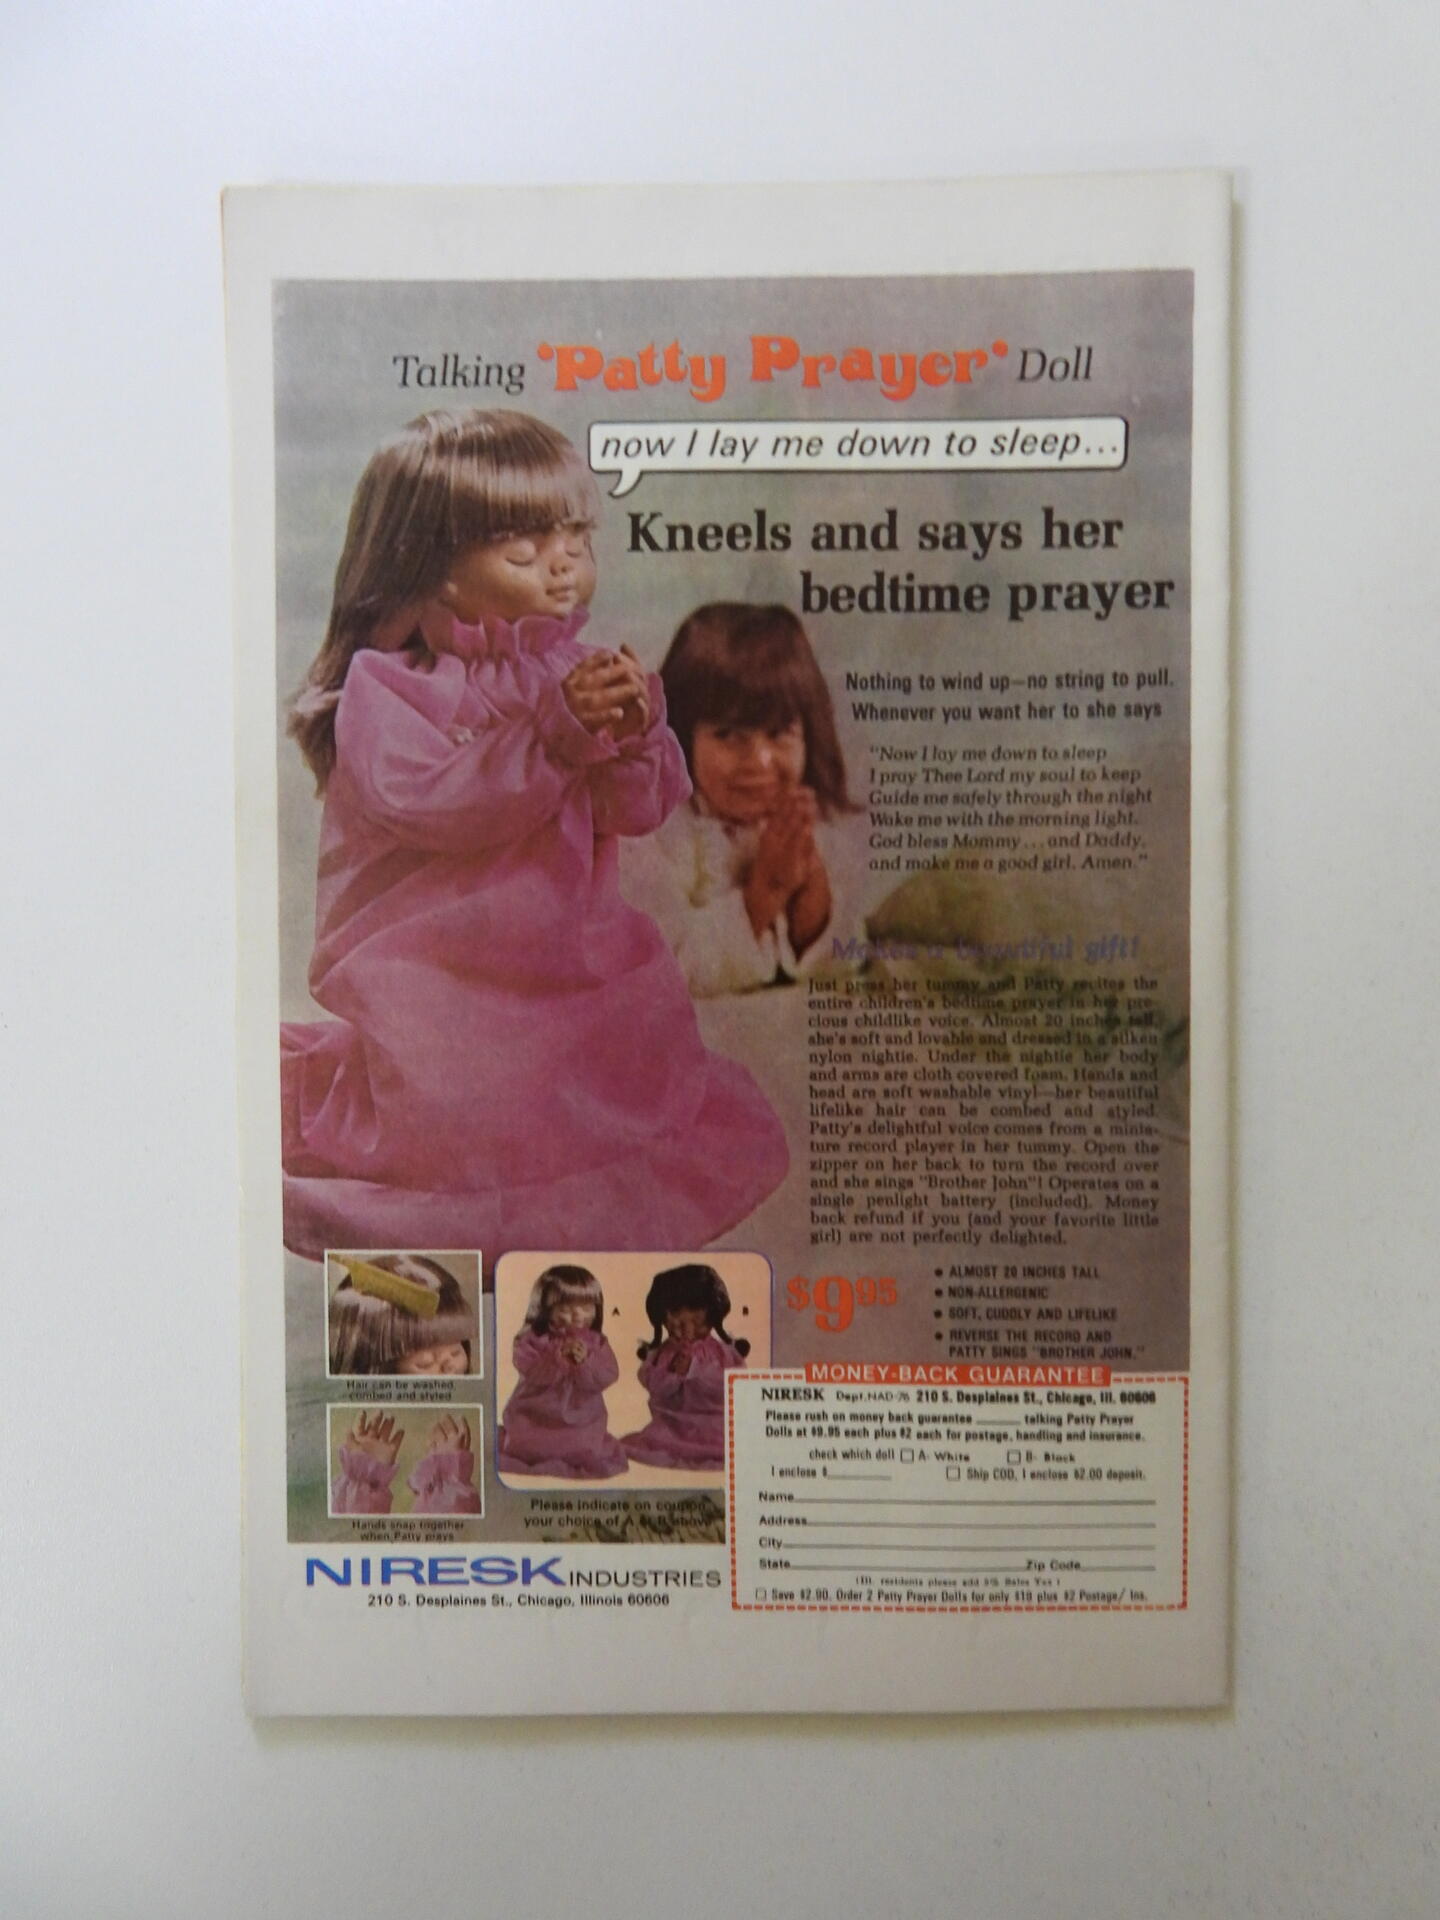 Talking 'Patty Prayer' Doll
now I lay me down to sleep...
Kneels and says her
bedtime prayer
Nothing to wind up—no string to pull.
Whenever you want her to she says
"Now I lay me down to sleep
I pray Thee Lord my soul to keep
Guide me safely through the night
Wake me with the morning light.
God bless Mommy...and Daddy,
and make me a good girl. Amen."
Makes a beautiful gift!
Just press her tummy and Patty recites the
entire children's bedtime prayer in her pre-
cious childlike voice. Almost 20 inches tall,
she's soft and lovable and dressed in a silken
nylon nightie. Under the nightie her body
and arms are cloth covered foam. Hands and
head are soft washable vinyl—her beautiful
lifelike hair can be combed and styled.
Patty's delightful voice comes from a minia-
ture record player in her tummy. Open the
zipper on her back to turn the record over
and she sings "Brother John"! Operates on a
single penlight battery (included). Money
back refund if you (and your favorite little
girl) are not perfectly delighted.
$9.95
• ALMOST 20 INCHES TALL
• NON-ALLERGENIC
• SOFT, CUDDLY AND LIFELIKE
• REVERSE THE RECORD AND
PATTY SINGS "BROTHER JOHN."
Hair can be washed,
combed and styled
Hands snap together
when Patty prays
A B
Please indicate on coupon,
your choice of A or B above
NIRESK INDUSTRIES
210 S. Desplaines St., Chicago, Illinois 60606
MONEY-BACK GUARANTEE
NIRESK Dept. NAD-76 210 S. Desplaines St., Chicago, Ill. 60606
Please rush on money back guarantee ______ talking Patty Prayer
Dolls at $9.95 each plus $2 each for postage, handling and insurance.
check which doll □ A- White □ B- Black
I enclose $________ □ Ship COD, I enclose $2.00 deposit.
Name
Address
City
State Zip Code
(Ill. residents please add 5% Sales Tax)
□ Save $2.90. Order 2 Patty Prayer Dolls for only $19 plus $2 Postage/ Ins.